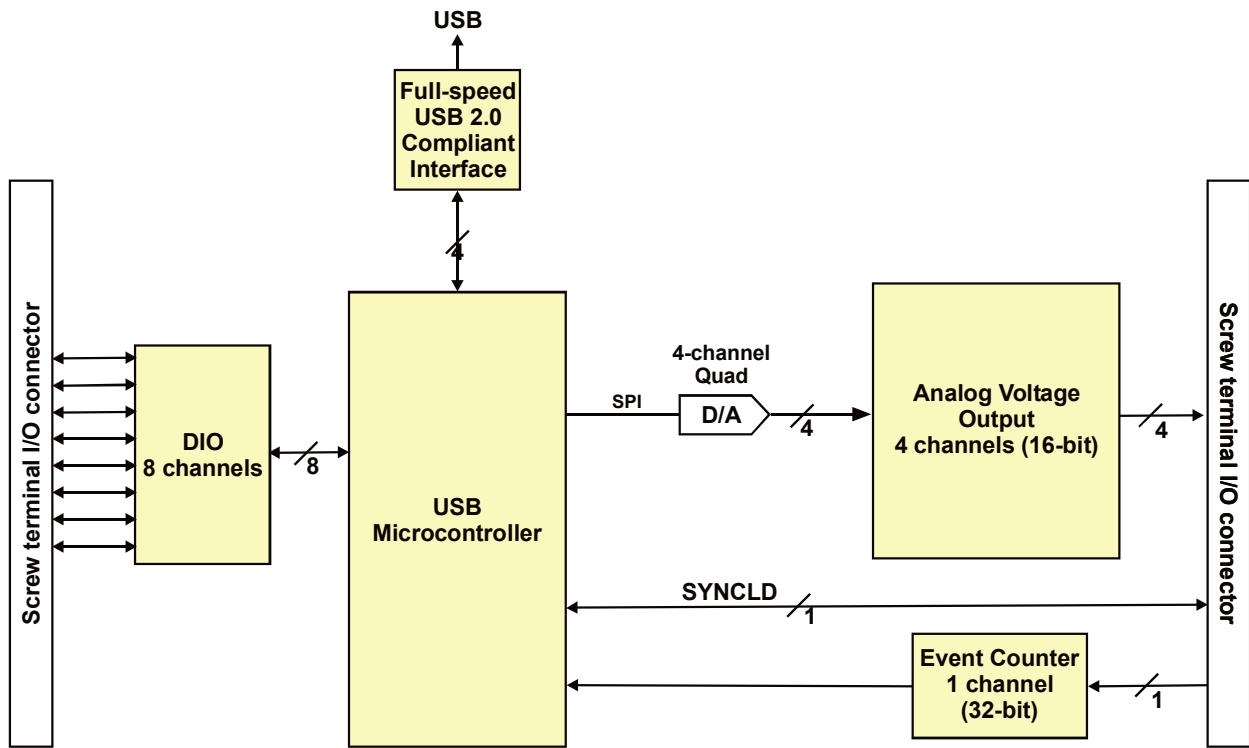 USB
Full-speed
USB 2.0
Compliant
Interface
4
Screw terminal I/O connector
DIO
8 channels
8
USB
Microcontroller
SPI
4-channel
Quad
D/A
4
Analog Voltage
Output
4 channels (16-bit)
4
SYNCLD
1
Event Counter
1 channel
(32-bit)
1
Screw terminal I/O connector